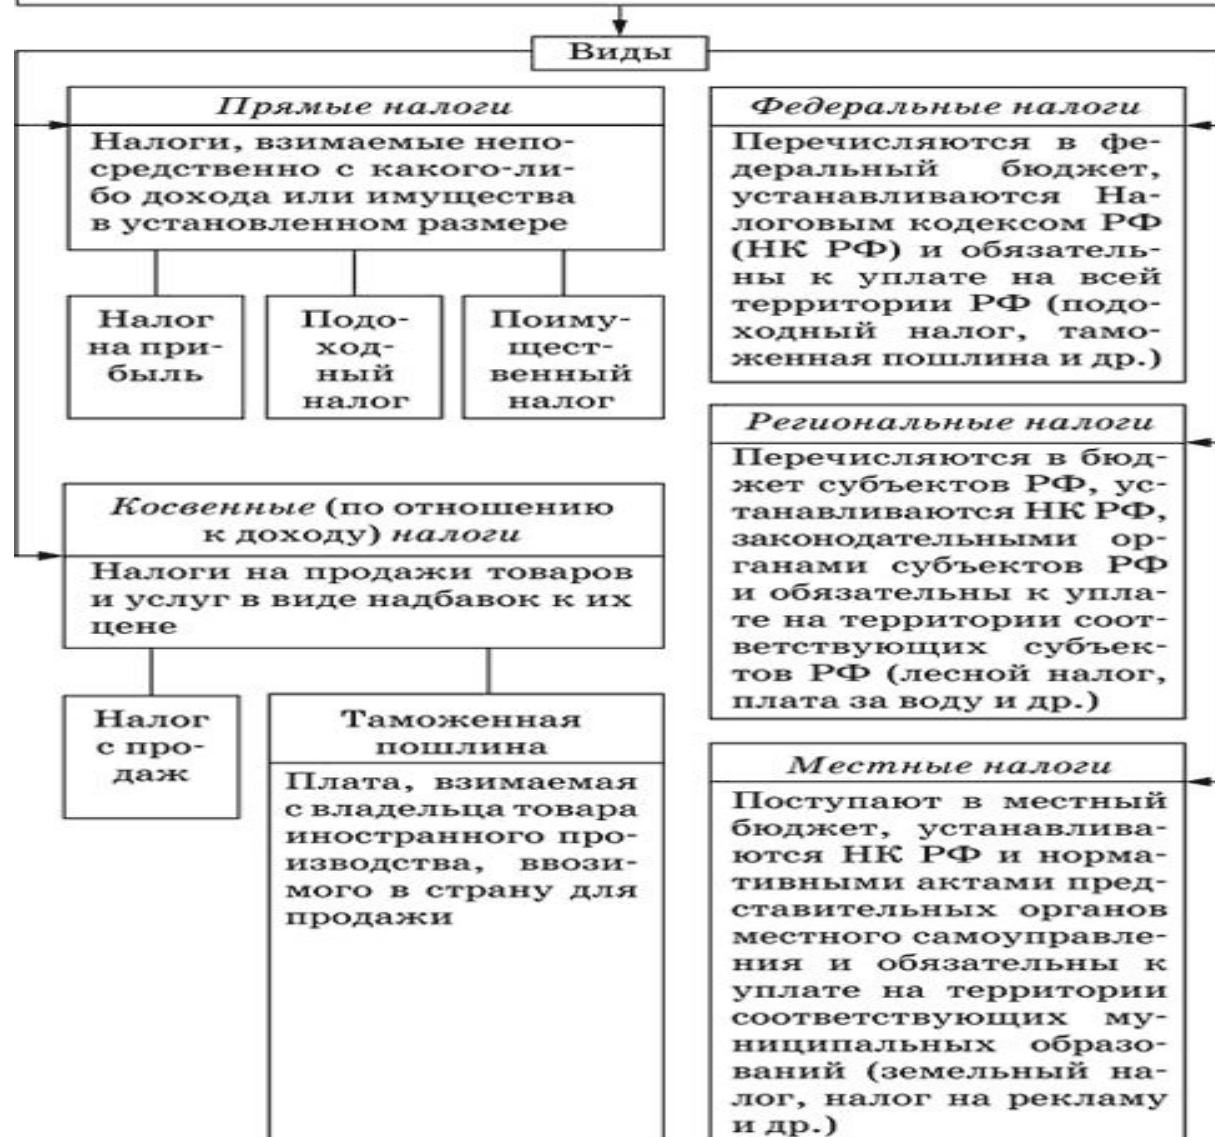 Виды
Прямые налоги
Налоги, взимаемые непо-
средственно с какого-ли-
бо дохода или имущества
в установленном размере
Налог
на при-
быль
Подо-
ход-
ный
налог
Поиму-
щест-
венный
налог
Косвенные (по отношению
к доходу) налоги
Налоги на продажи товаров
и услуг в виде надбавок к их
цене
Налог
с про-
даж
Таможенная
пошлина
Плата, взимаемая
с владельца товара
иностранного про-
изводства, ввози-
мого в страну для
продажи
Федеральные налоги
Перечисляются в фе-
деральный бюджет,
устанавливаются На-
логовым кодексом РФ
(НК РФ) и обязатель-
ны к уплате на всей
территории РФ (подо-
ходный налог, тамо-
женная пошлина и др.)
Региональные налоги
Перечисляются в бюд-
жет субъектов РФ, ус-
танавливаются НК РФ,
законодательными ор-
ганами субъектов РФ
и обязательны к упла-
те на территории соот-
ветствующих субъек-
тов РФ (лесной налог,
плата за воду и др.)
Местные налоги
Поступают в местный
бюджет, устанавлива-
ются НК РФ и норма-
тивными актами пред-
ставительных органов
местного самоуправле-
ния и обязательны к
уплате на территории
соответствующих му-
ниципальных образо-
ваний (земельный на-
лог, налог на рекламу
и др.)